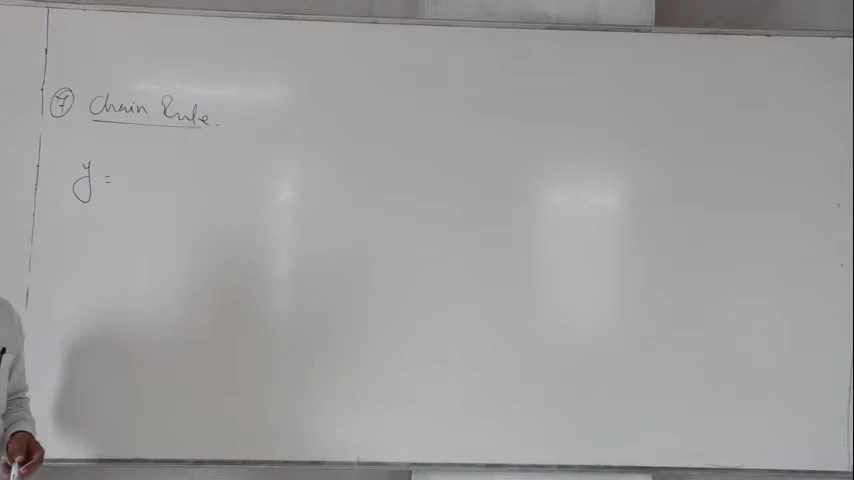 ⑦ Chain Rule.
y =